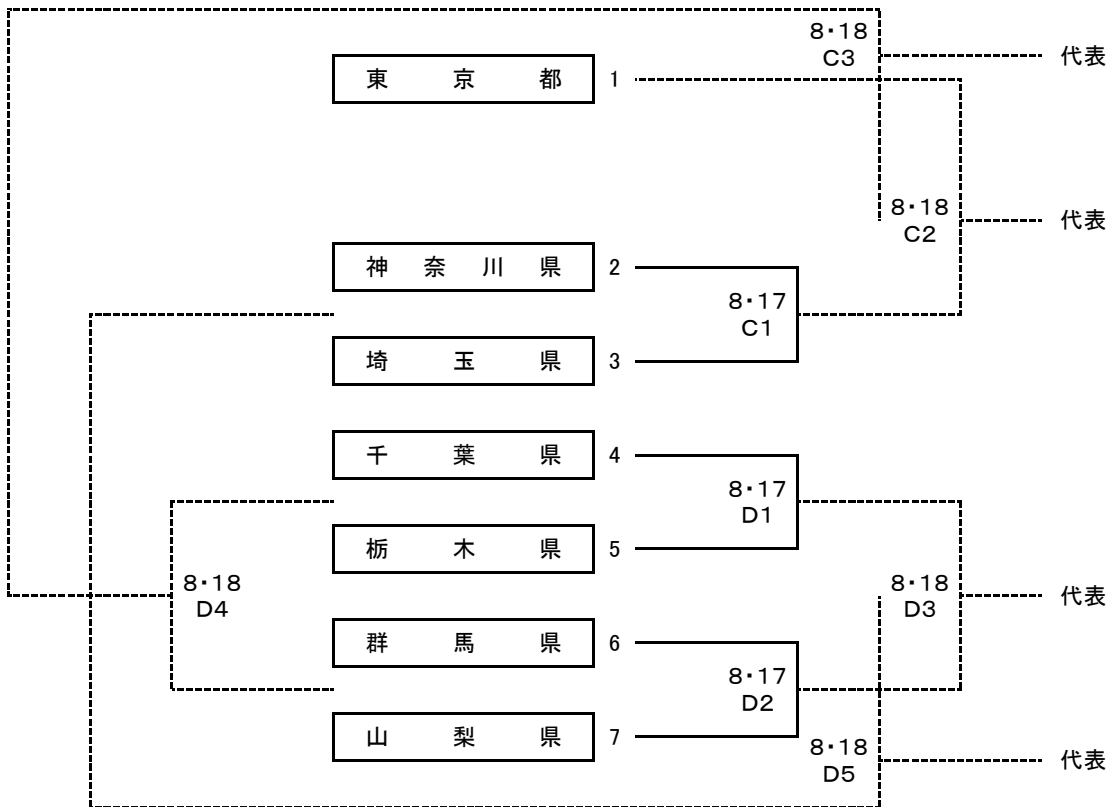 8・18
C3
代表
東京都 1
8・18
C2
代表
神奈川県 2
8・17
C1
埼玉県 3
千葉県 4
8・17
D1
栃木県 5
8・18
D4
8・18
D3
代表
群馬県 6
8・17
D2
山梨県 7
8・18
D5
代表